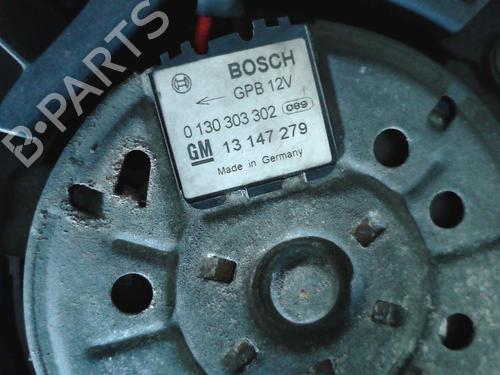 BOSCH
← GPB 12V
0 130 303 302 089
GM 13 147 279
Made in Germany
B-PARTS